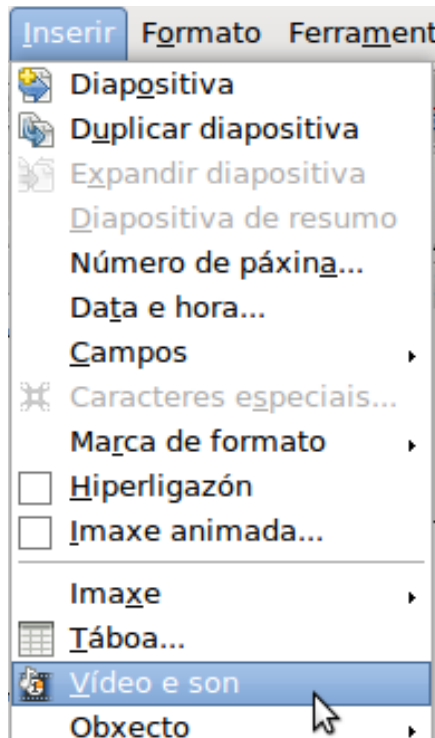 Inserir Formato Ferrament
Diapositiva
Duplicar diapositiva
Expandir diapositiva
Diapositiva de resumo
Número de páxina...
Data e hora...
Campos
Caracteres especiais...
Marca de formato
Hiperligazón
Imaxe animada...
Imaxe
Táboa...
Vídeo e son
Obxecto